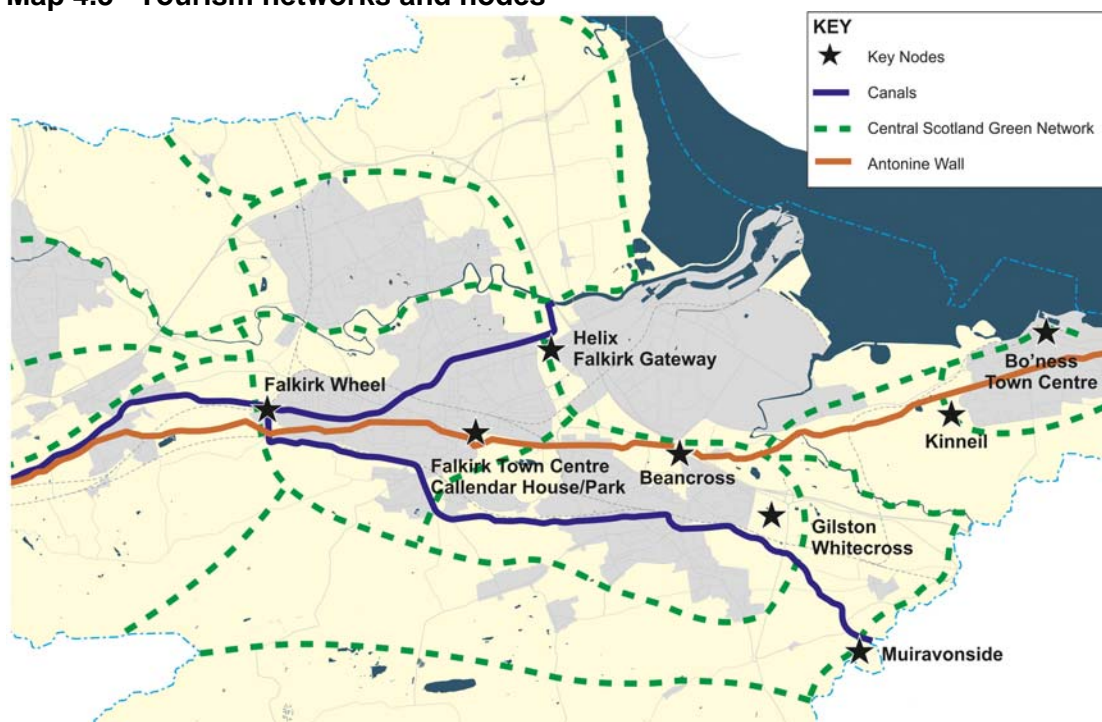 Map 4.3 Tourism networks and nodes
KEY
Key Nodes
Canals
Central Scotland Green Network
Antonine Wall
Helix
Falkirk Gateway
Bo'ness
Town Centre
Falkirk Wheel
Kinneil
Falkirk Town Centre
Callendar House/Park
Beancross
Gilston
Whitecross
Muiravonside